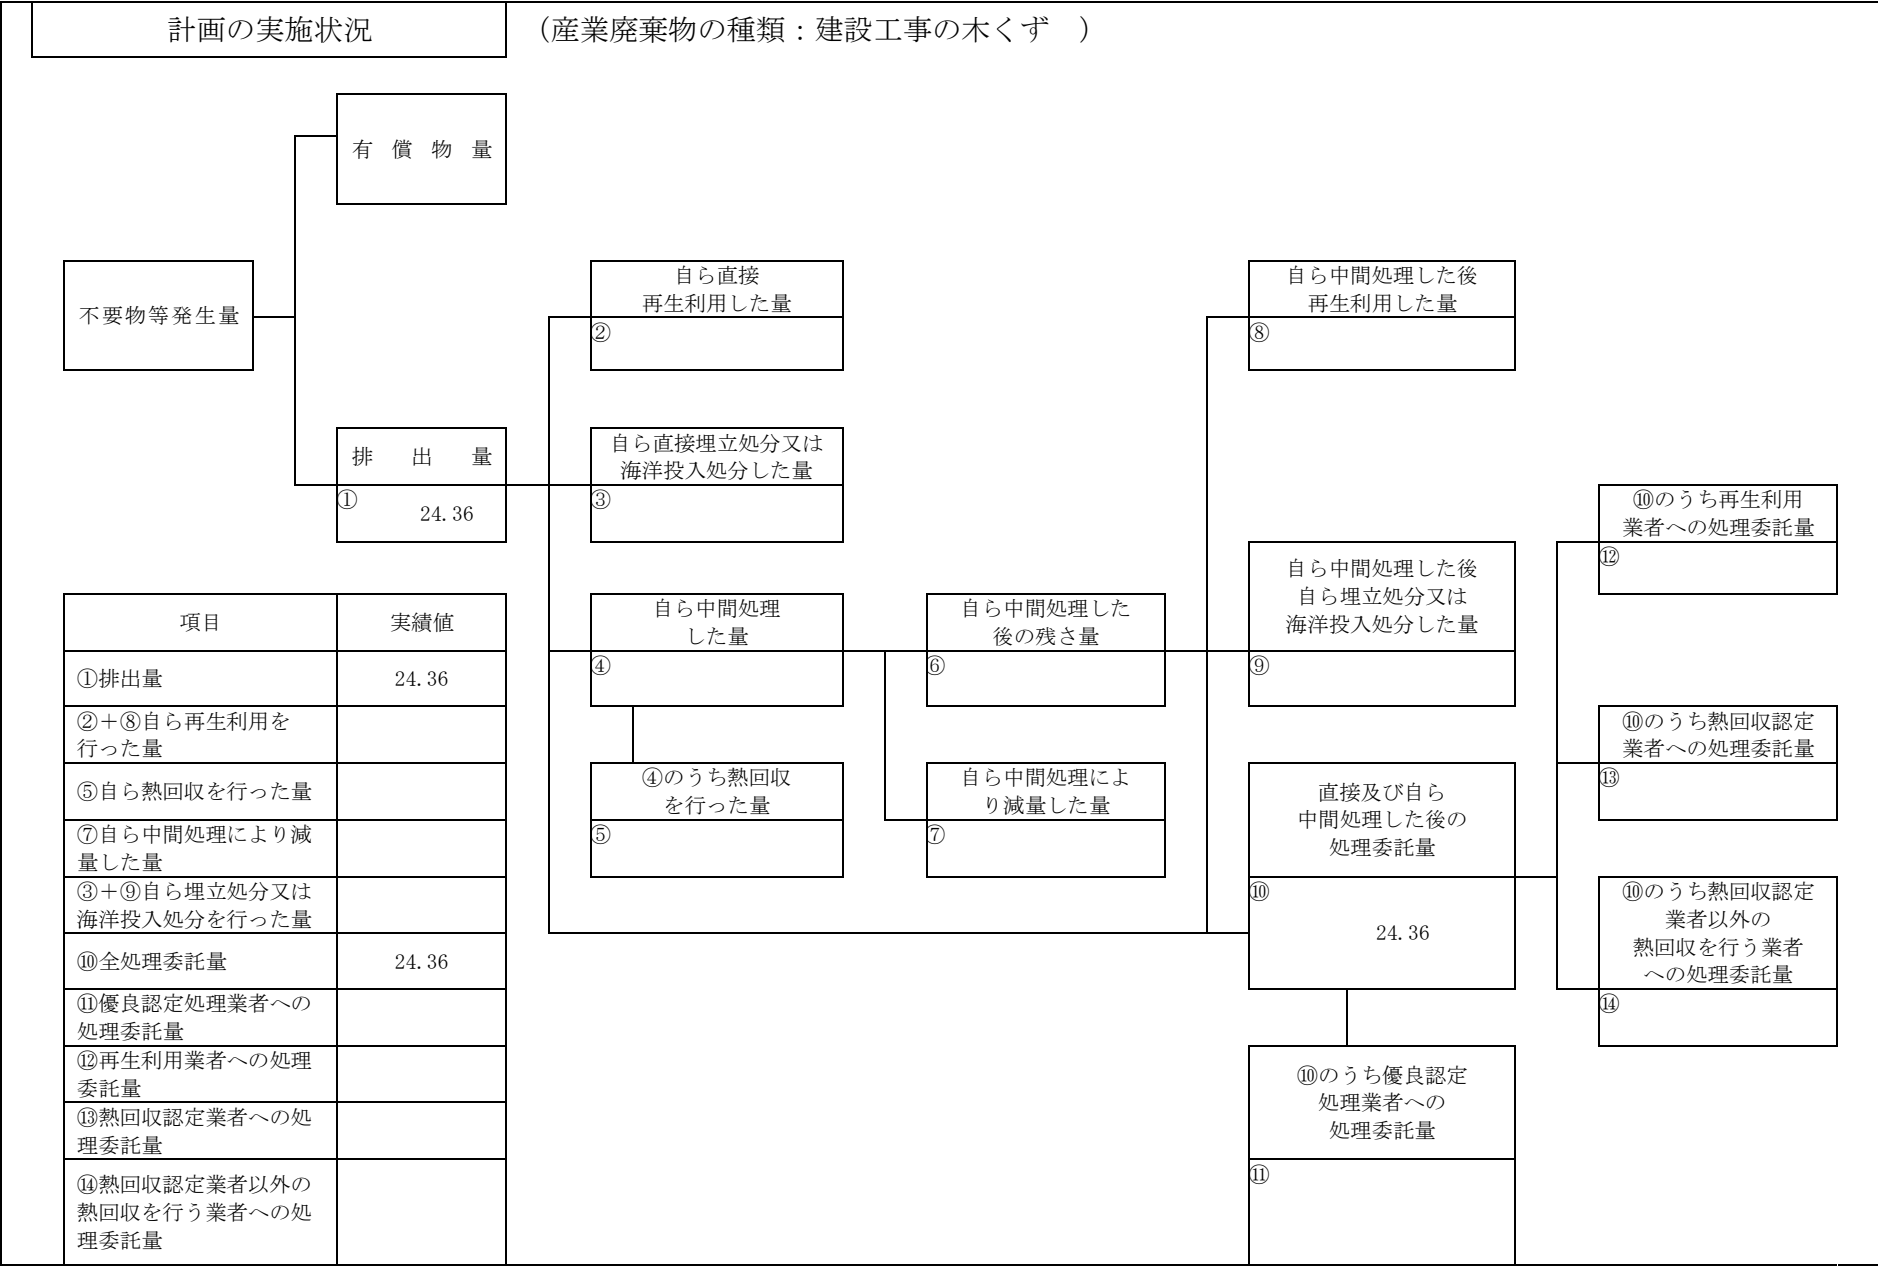 計画の実施状況
（産業廃棄物の種類：建設工事の木くず　）
有　償　物　量
不要物等発生量
自ら直接
再生利用した量
②
自ら中間処理した後
再生利用した量
⑧
排　出　量
①
24.36
自ら直接埋立処分又は
海洋投入処分した量
③
⑩のうち再生利用
業者への処理委託量
⑫
自ら中間処理した後
自ら埋立処分又は
海洋投入処分した量
⑨
自ら中間処理
した量
④
自ら中間処理した
後の残さ量
⑥
⑩のうち熱回収認定
業者への処理委託量
⑬
④のうち熱回収
を行った量
⑤
自ら中間処理によ
り減量した量
⑦
直接及び自ら
中間処理した後の
処理委託量
⑩
24.36
⑩のうち熱回収認定
業者以外の
熱回収を行う業者
への処理委託量
⑭
⑩のうち優良認定
処理業者への
処理委託量
⑪
項目 実績値
①排出量 24.36
②＋⑧自ら再生利用を
行った量
⑤自ら熱回収を行った量
⑦自ら中間処理により減
量した量
③＋⑨自ら埋立処分又は
海洋投入処分を行った量
⑩全処理委託量 24.36
⑪優良認定処理業者への
処理委託量
⑫再生利用業者への処理
委託量
⑬熱回収認定業者への処
理委託量
⑭熱回収認定業者以外の
熱回収を行う業者への処
理委託量